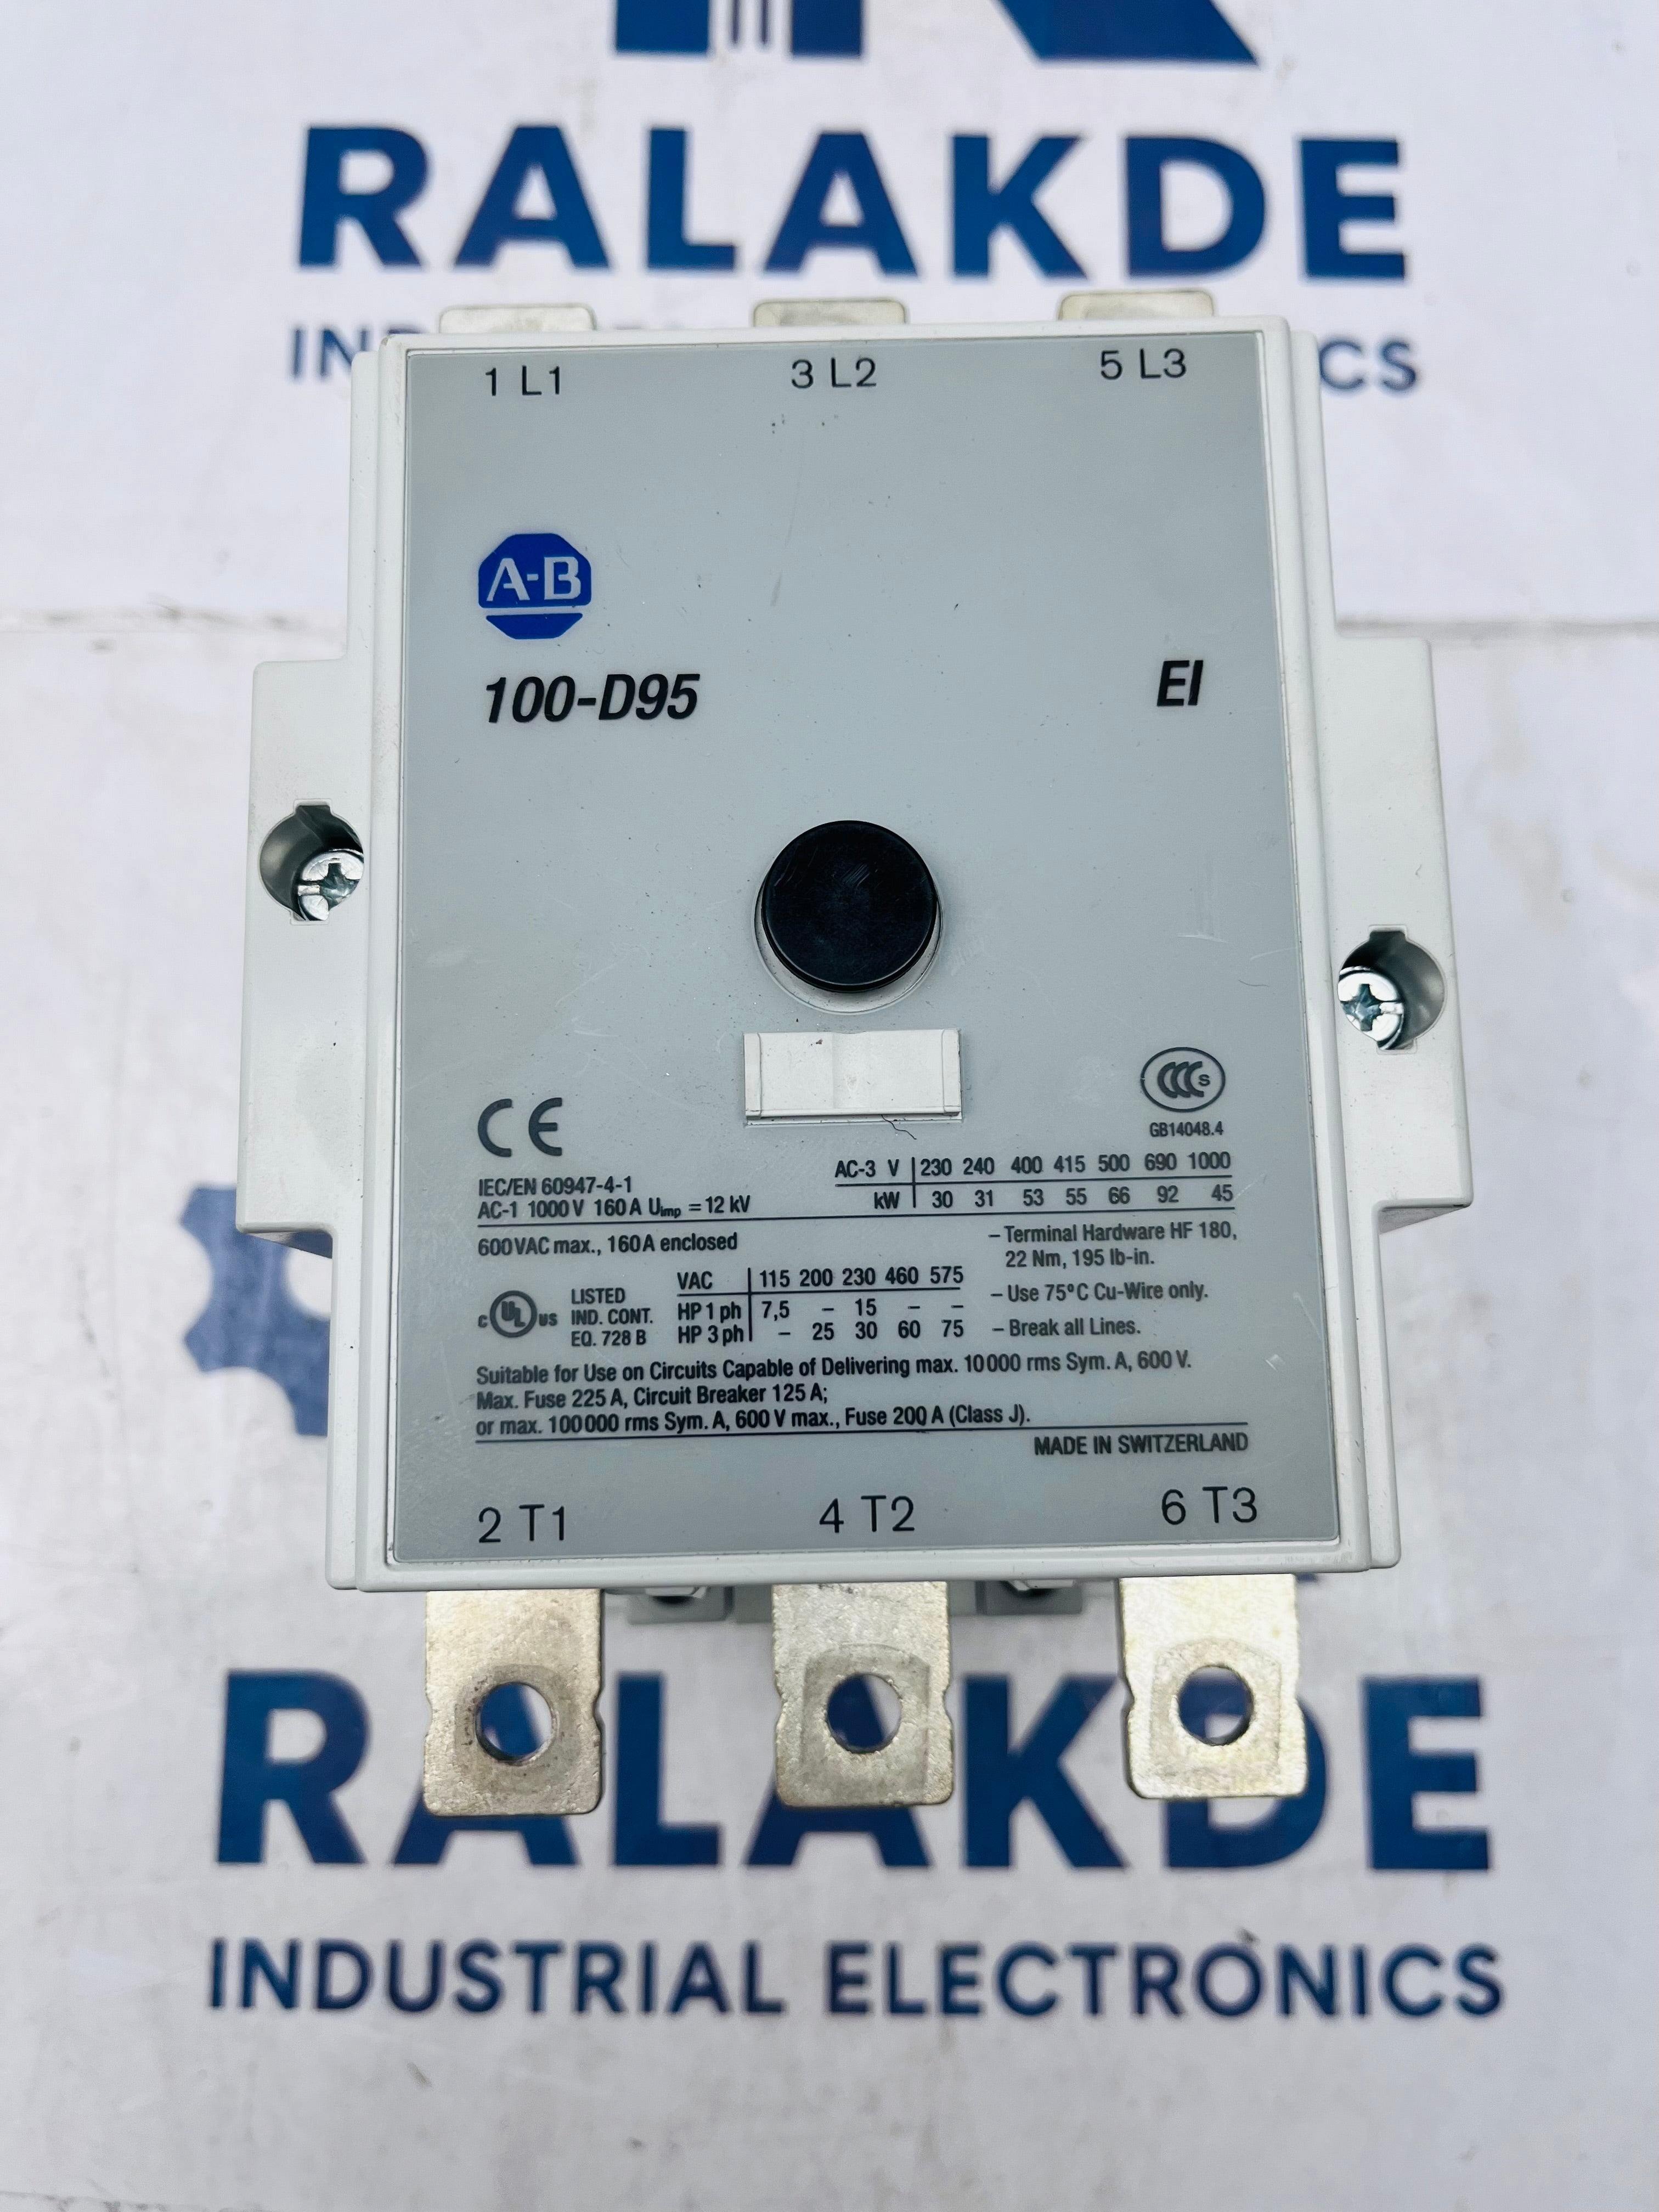 RALAKDE
IND
CS
1 L1 3 L2 5 L3
A-B
100-D95 EI
CE
CCC S
GB14048.4
IEC/EN 60947-4-1
AC-1 1000 V 160 A Uimp = 12 kV
AC-3 V 230 240 400 415 500 690 1000
kW 30 31 53 55 66 92 45
600 VAC max., 160 A enclosed
– Terminal Hardware HF 180,
22 Nm, 195 lb-in.
– Use 75°C Cu-Wire only.
– Break all Lines.
c UL us
LISTED
IND. CONT.
EQ. 728 B
VAC 115 200 230 460 575
HP 1 ph 7,5 – 15 – –
HP 3 ph – 25 30 60 75
Suitable for Use on Circuits Capable of Delivering max. 10 000 rms Sym. A, 600 V.
Max. Fuse 225 A, Circuit Breaker 125 A;
or max. 100 000 rms Sym. A, 600 V max., Fuse 200 A (Class J).
MADE IN SWITZERLAND
2 T1 4 T2 6 T3
RALAKDE
INDUSTRIAL ELECTRONICS